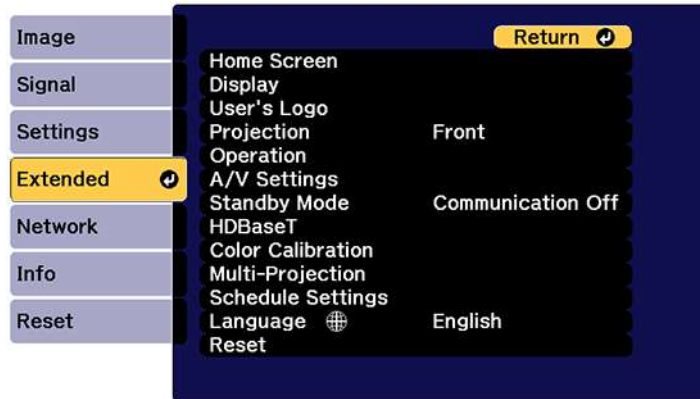 Image
Signal
Settings
Extended
Network
Info
Reset
Return
Home Screen
Display
User's Logo
Projection Front
Operation
A/V Settings
Standby Mode Communication Off
HDBaseT
Color Calibration
Multi-Projection
Schedule Settings
Language English
Reset